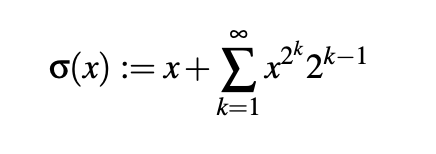 σ(x) := x + ∑_{k=1}^{∞} x^{2^k} 2^{k−1}